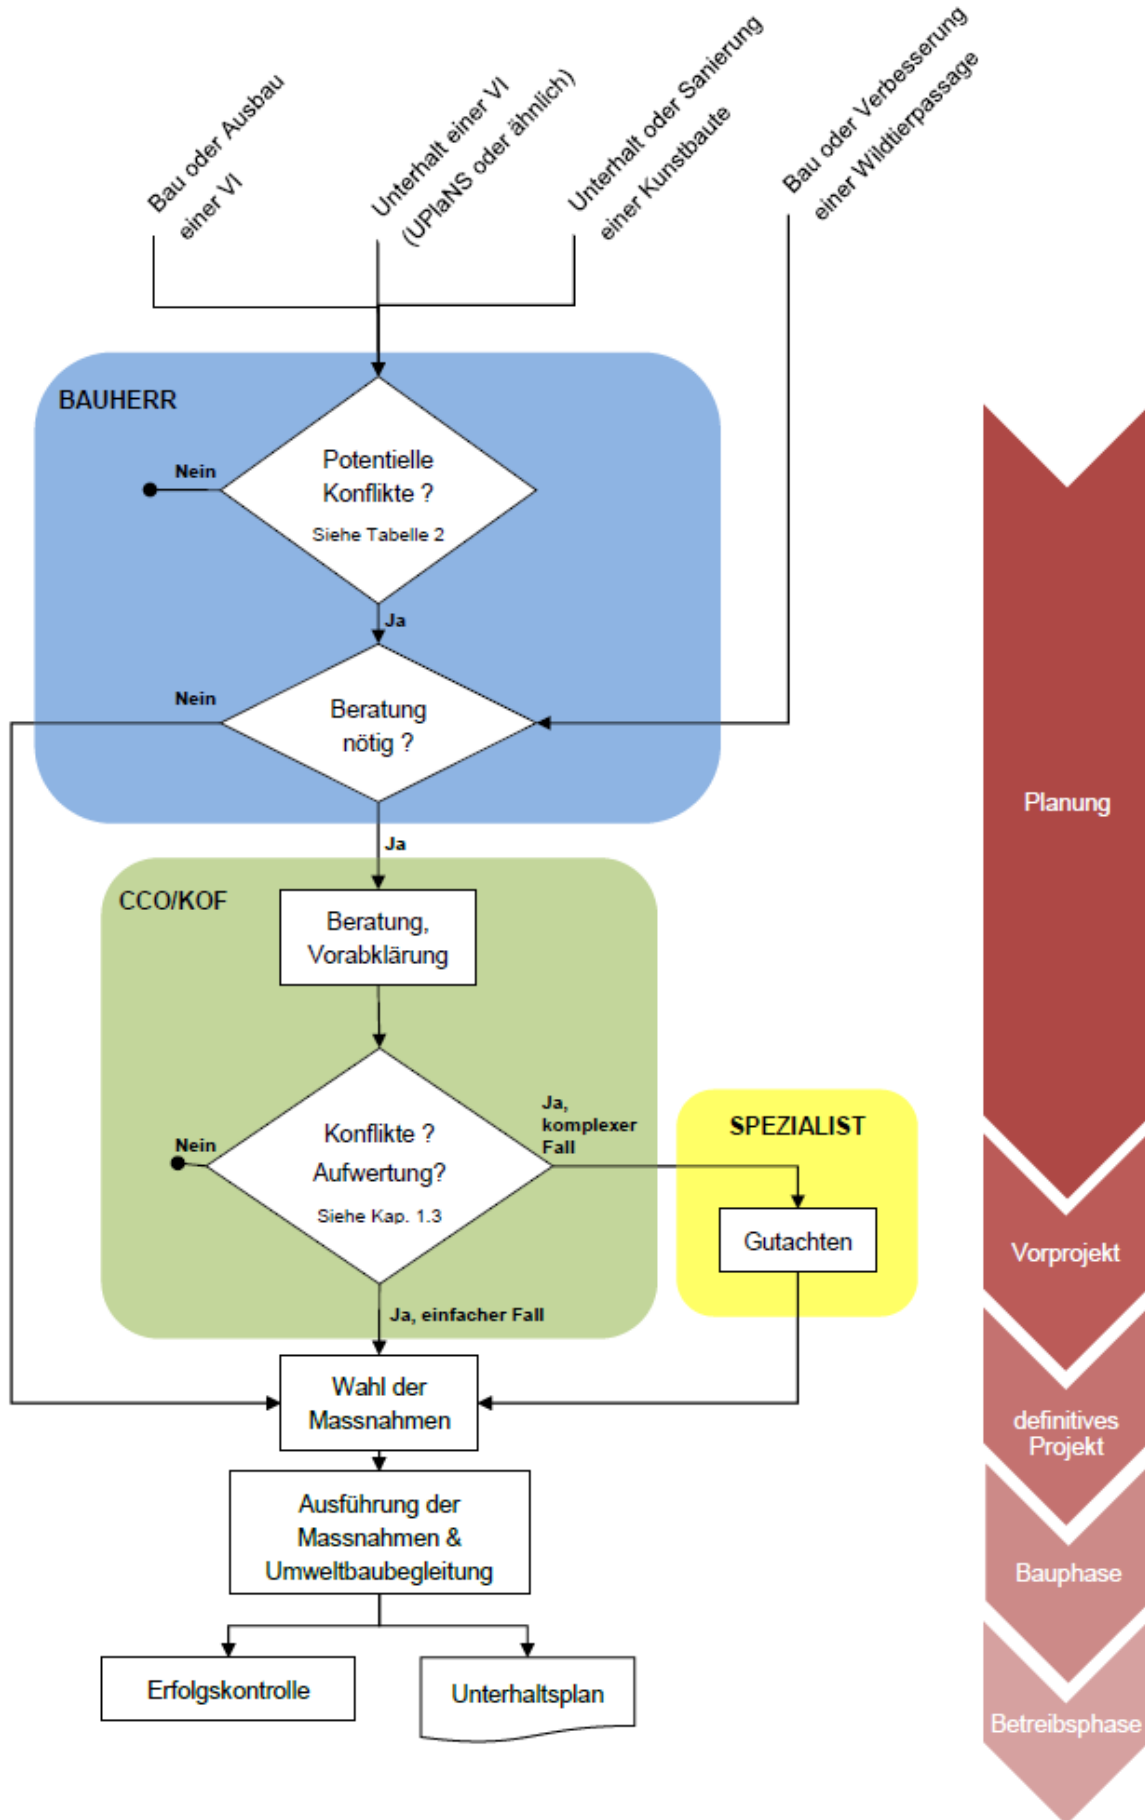 Bau oder Ausbau
einer VI
Unterhalt einer VI
(UPlaNS oder ähnlich)
Unterhalt oder Sanierung
einer Kunstbaute
Bau oder Verbesserung
einer Wildtierpassage
BAUHERR
Potentielle
Konflikte ?
Siehe Tabelle 2
Nein
Ja
Beratung
nötig ?
Nein
Ja
CCO/KOF
Beratung,
Vorabklärung
Konflikte ?
Aufwertung?
Siehe Kap. 1.3
Nein
Ja,
komplexer
Fall
SPEZIALIST
Gutachten
Ja, einfacher Fall
Wahl der
Massnahmen
Ausführung der
Massnahmen &
Umweltbaubegleitung
Erfolgskontrolle
Unterhaltsplan
Planung
Vorprojekt
definitives
Projekt
Bauphase
Betreibsphase